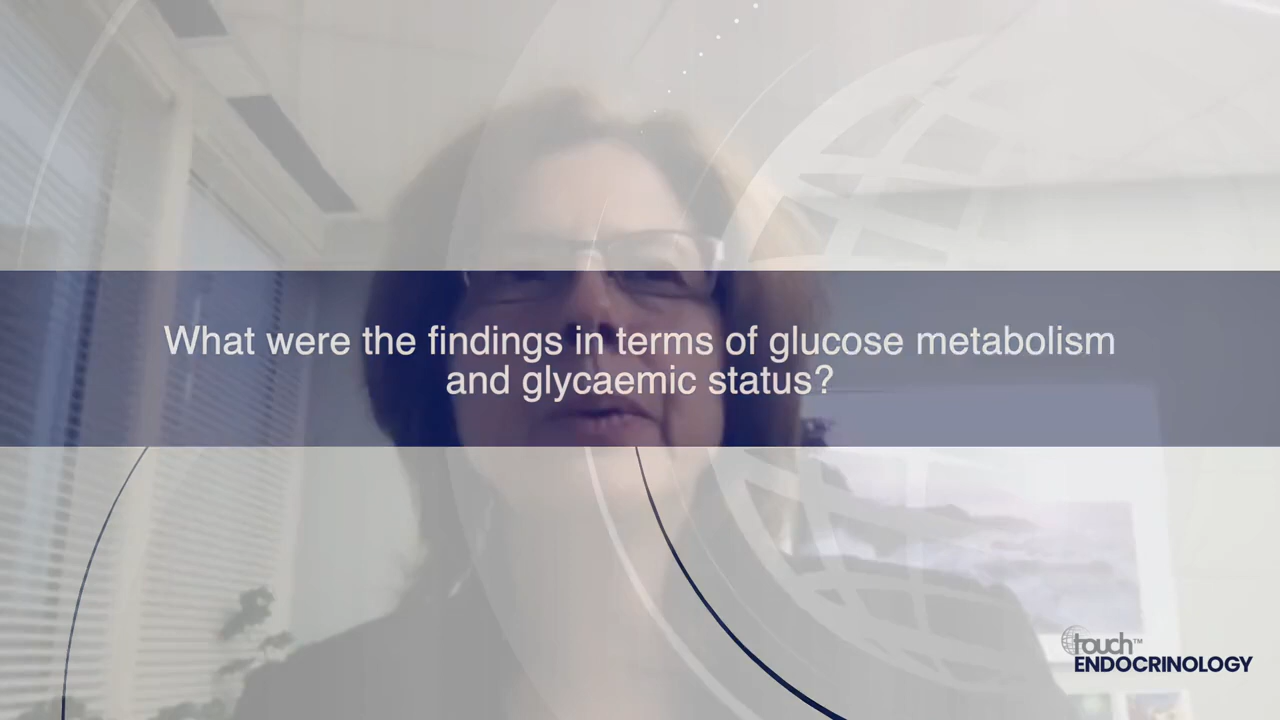 What were the findings in terms of glucose metabolism
and glycaemic status?
touch™
ENDOCRINOLOGY